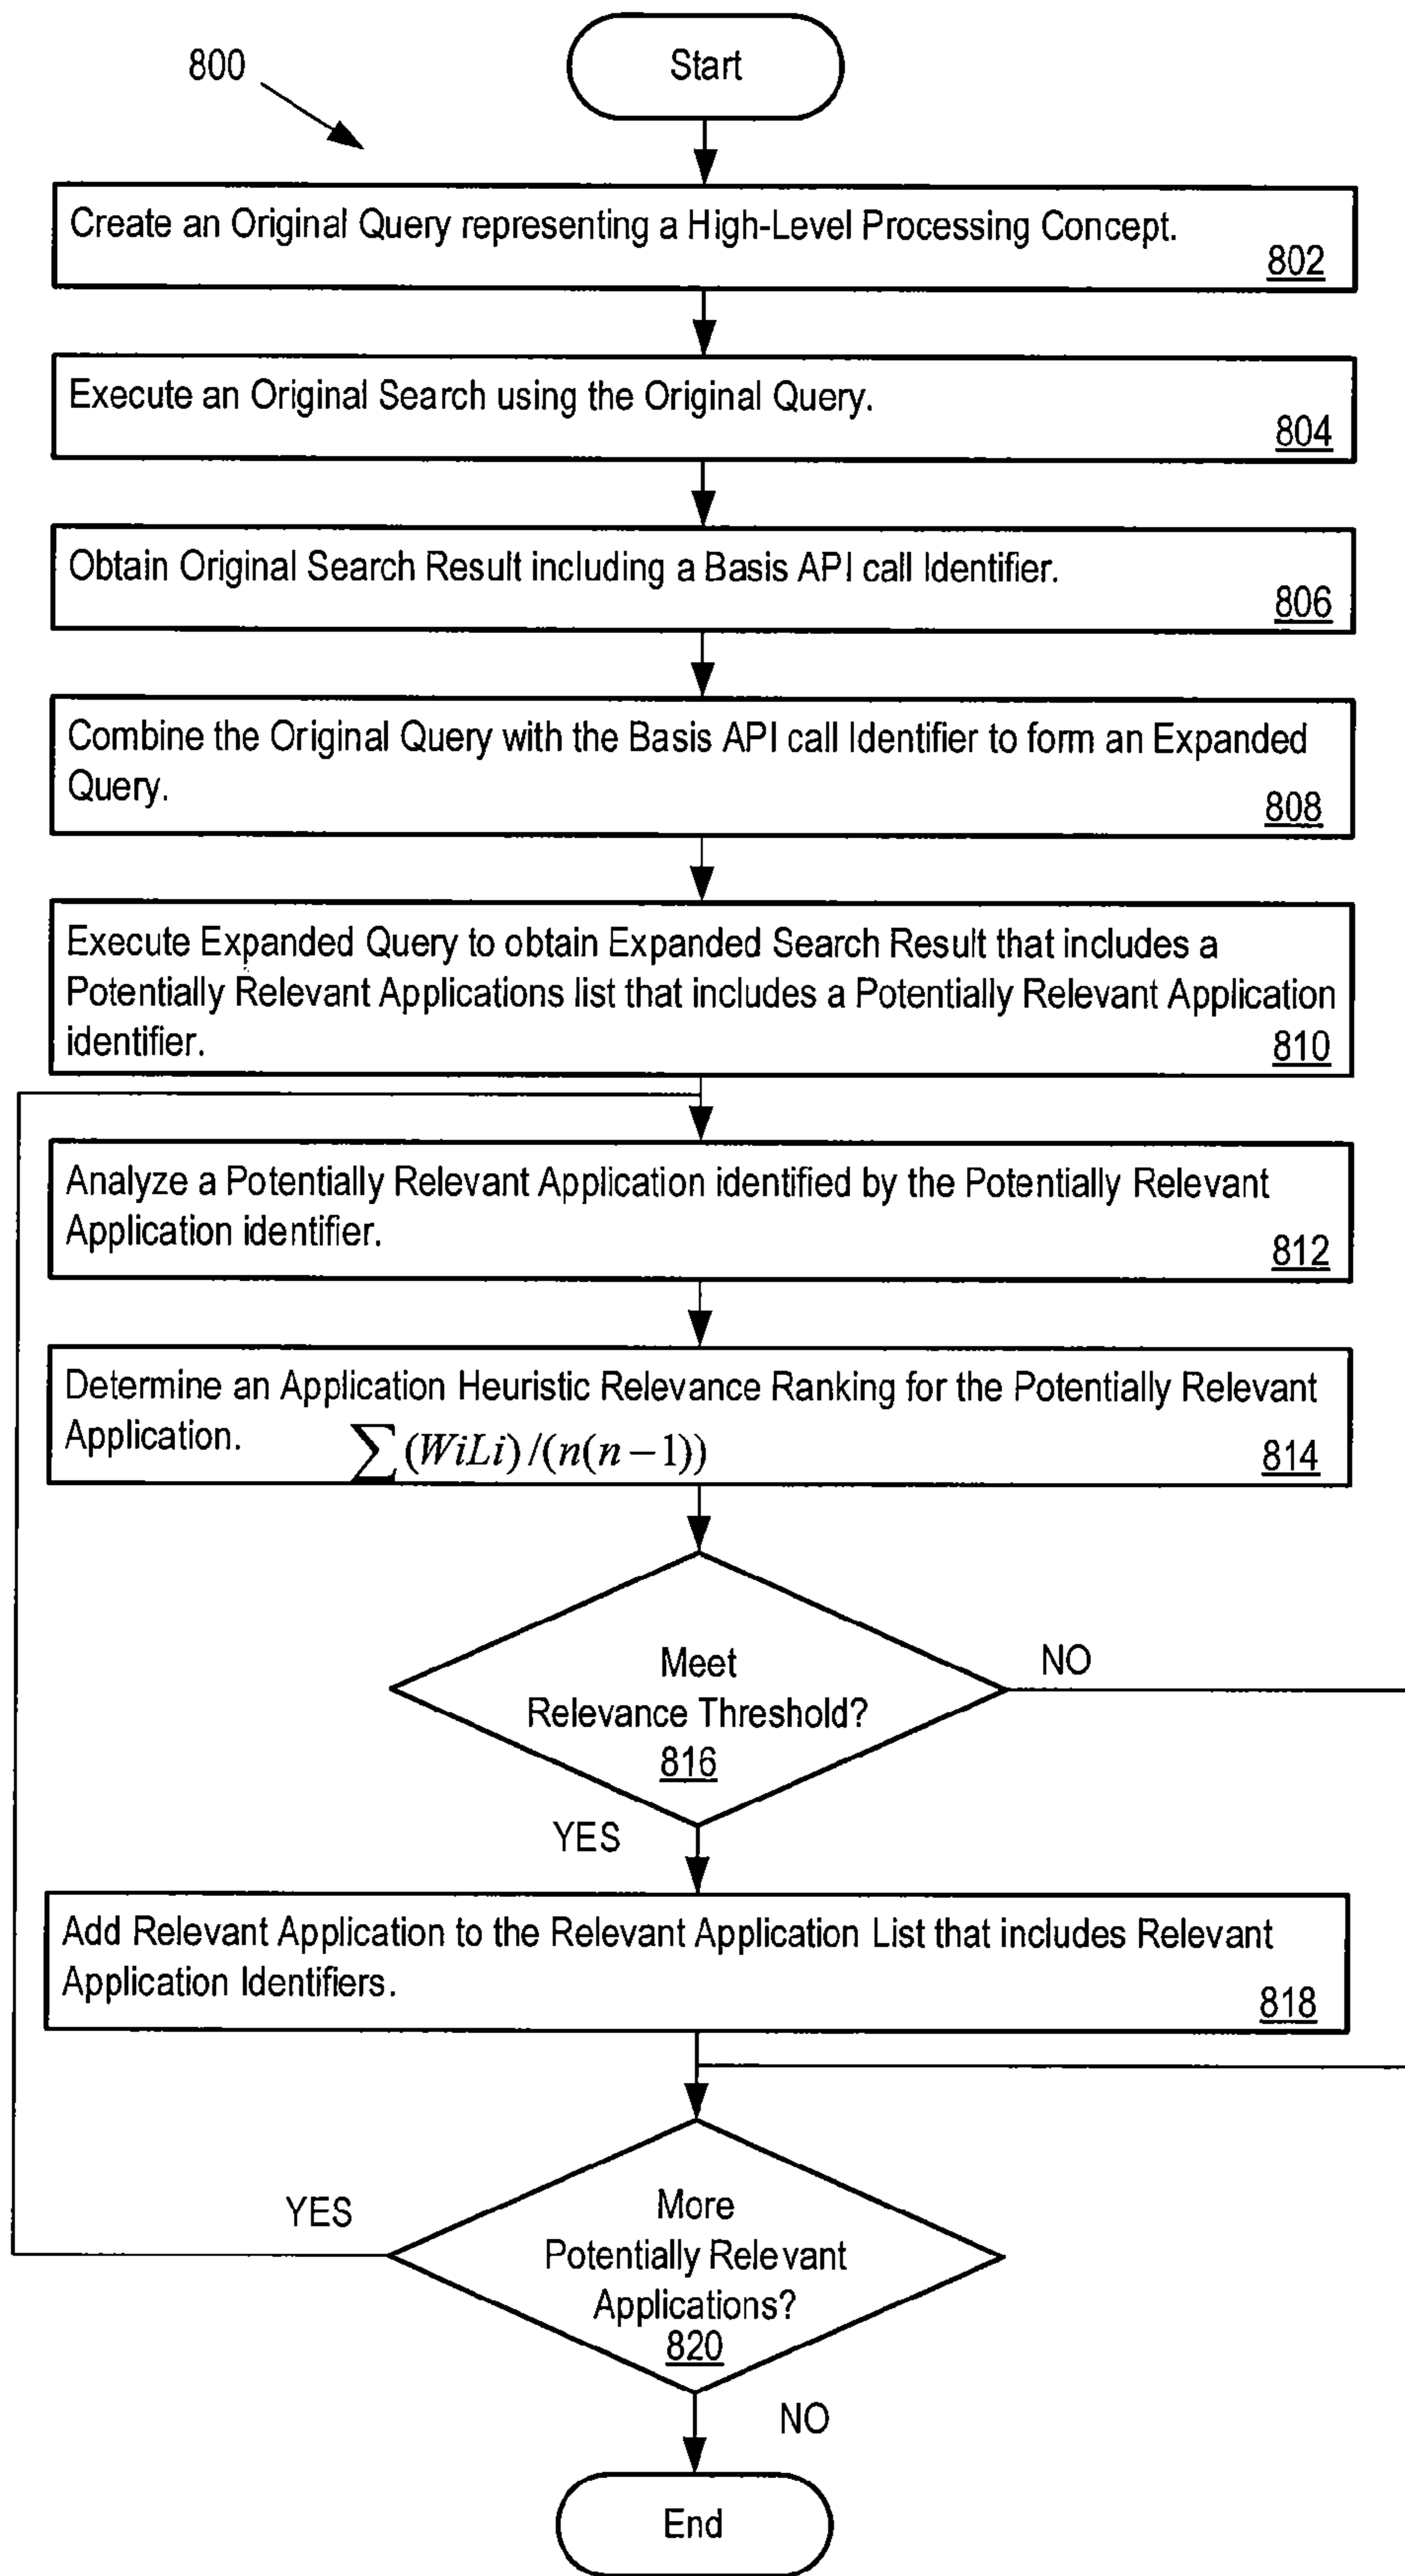 Start
800
Create an Original Query representing a High-Level Processing Concept.
802
Execute an Original Search using the Original Query.
804
Obtain Original Search Result including a Basis API call Identifier.
806
Combine the Original Query with the Basis API call Identifier to form an Expanded
Query.
808
Execute Expanded Query to obtain Expanded Search Result that includes a
Potentially Relevant Applications list that includes a Potentially Relevant Application
identifier.
810
Analyze a Potentially Relevant Application identified by the Potentially Relevant
Application identifier.
812
Determine an Application Heuristic Relevance Ranking for the Potentially Relevant
Application. ∑(WiLi)/(n(n−1))
814
Meet
Relevance Threshold?
816
NO
YES
Add Relevant Application to the Relevant Application List that includes Relevant
Application Identifiers.
818
YES
More
Potentially Relevant
Applications?
820
NO
End